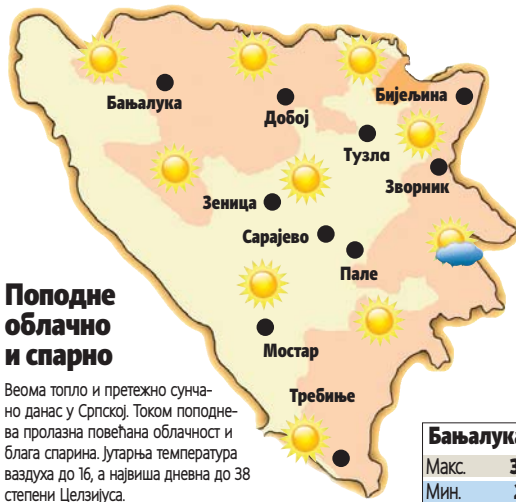 Бањалука
Добој
Бијељина
Тузла
Зворник
Зеница
Сарајево
Пале
Мостар
Требиње
Поподне
облачно
и спарно
Веома топло и претежно сунча-
но данас у Српској. Током поподне-
ва пролазна повећана облачност и
блага спарина. Јутарња температура
ваздуха до 16, а највиша дневна до 38
степени Целзијуса.
Бањалука
Макс.
Мин.